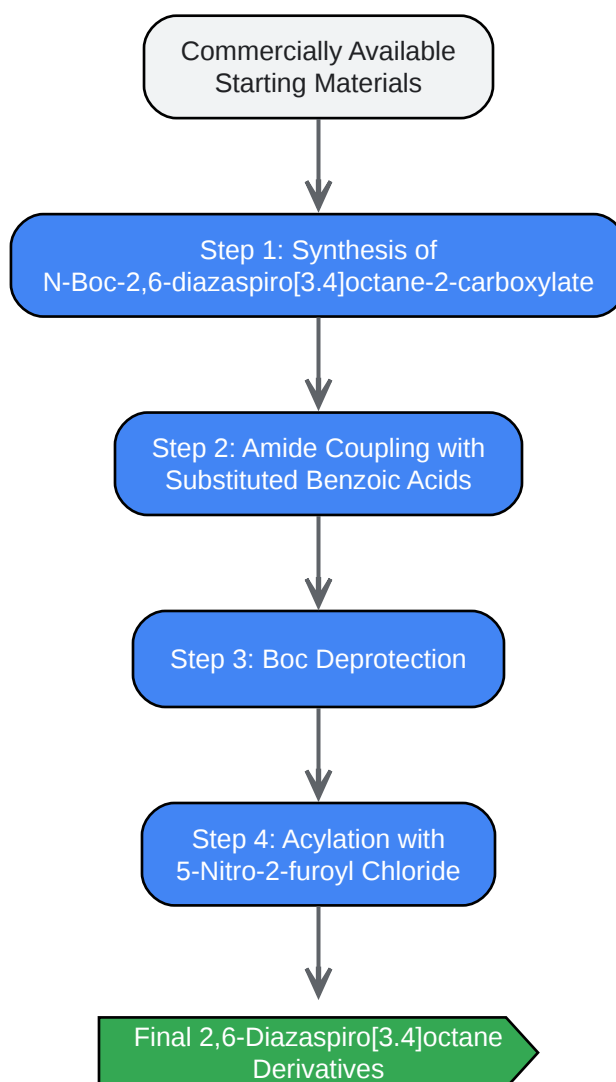 Commercially Available
Starting Materials
Step 1: Synthesis of
N-Boc-2,6-diazaspiro[3.4]octane-2-carboxylate
Step 2: Amide Coupling with
Substituted Benzoic Acids
Step 3: Boc Deprotection
Step 4: Acylation with
5-Nitro-2-furoyl Chloride
Final 2,6-Diazaspiro[3.4]octane
Derivatives